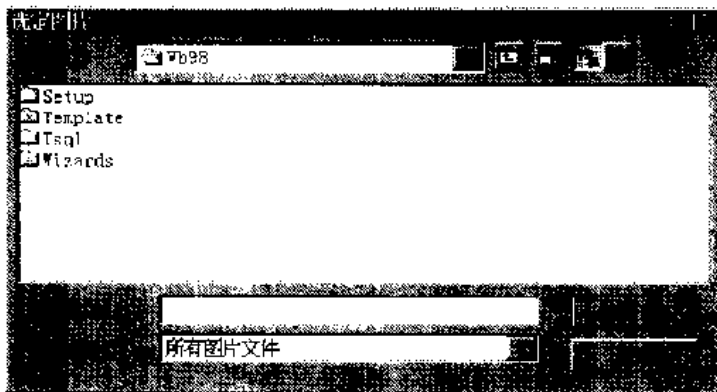 Vb98
Setup
Template
Tsql
Wizards
所有图片文件